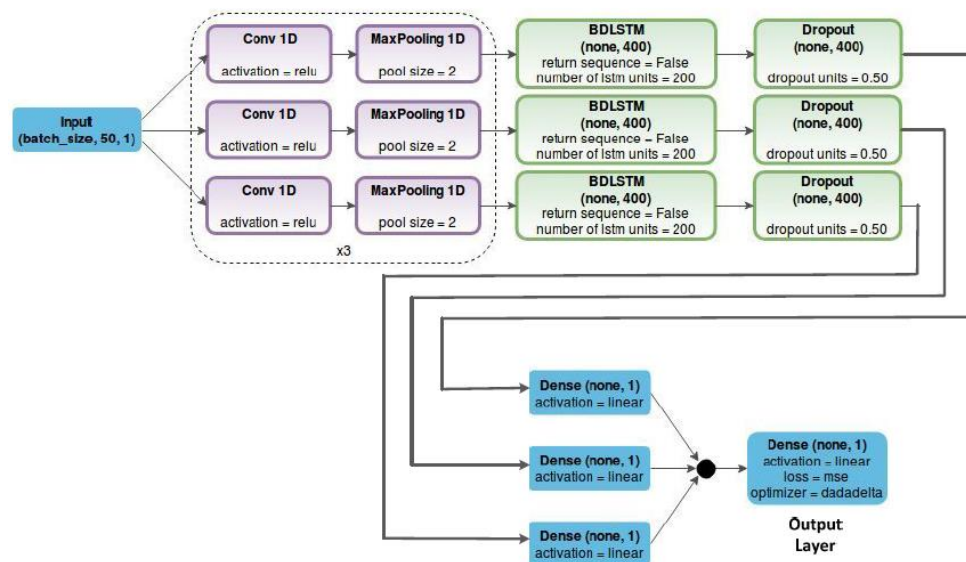 Input
(batch_size, 50, 1)
Conv 1D
activation = relu
MaxPooling 1D
pool size = 2
BDLSTM
(none, 400)
return sequence = False
number of lstm units = 200
Dropout
(none, 400)
dropout units = 0.50
Conv 1D
activation = relu
MaxPooling 1D
pool size = 2
BDLSTM
(none, 400)
return sequence = False
number of lstm units = 200
Dropout
(none, 400)
dropout units = 0.50
Conv 1D
activation = relu
MaxPooling 1D
pool size = 2
BDLSTM
(none, 400)
return sequence = False
number of lstm units = 200
Dropout
(none, 400)
dropout units = 0.50
x3
Dense (none, 1)
activation = linear
Dense (none, 1)
activation = linear
Dense (none, 1)
activation = linear
Dense (none, 1)
activation = linear
loss = mse
optimizer = dadadelta
Output
Layer